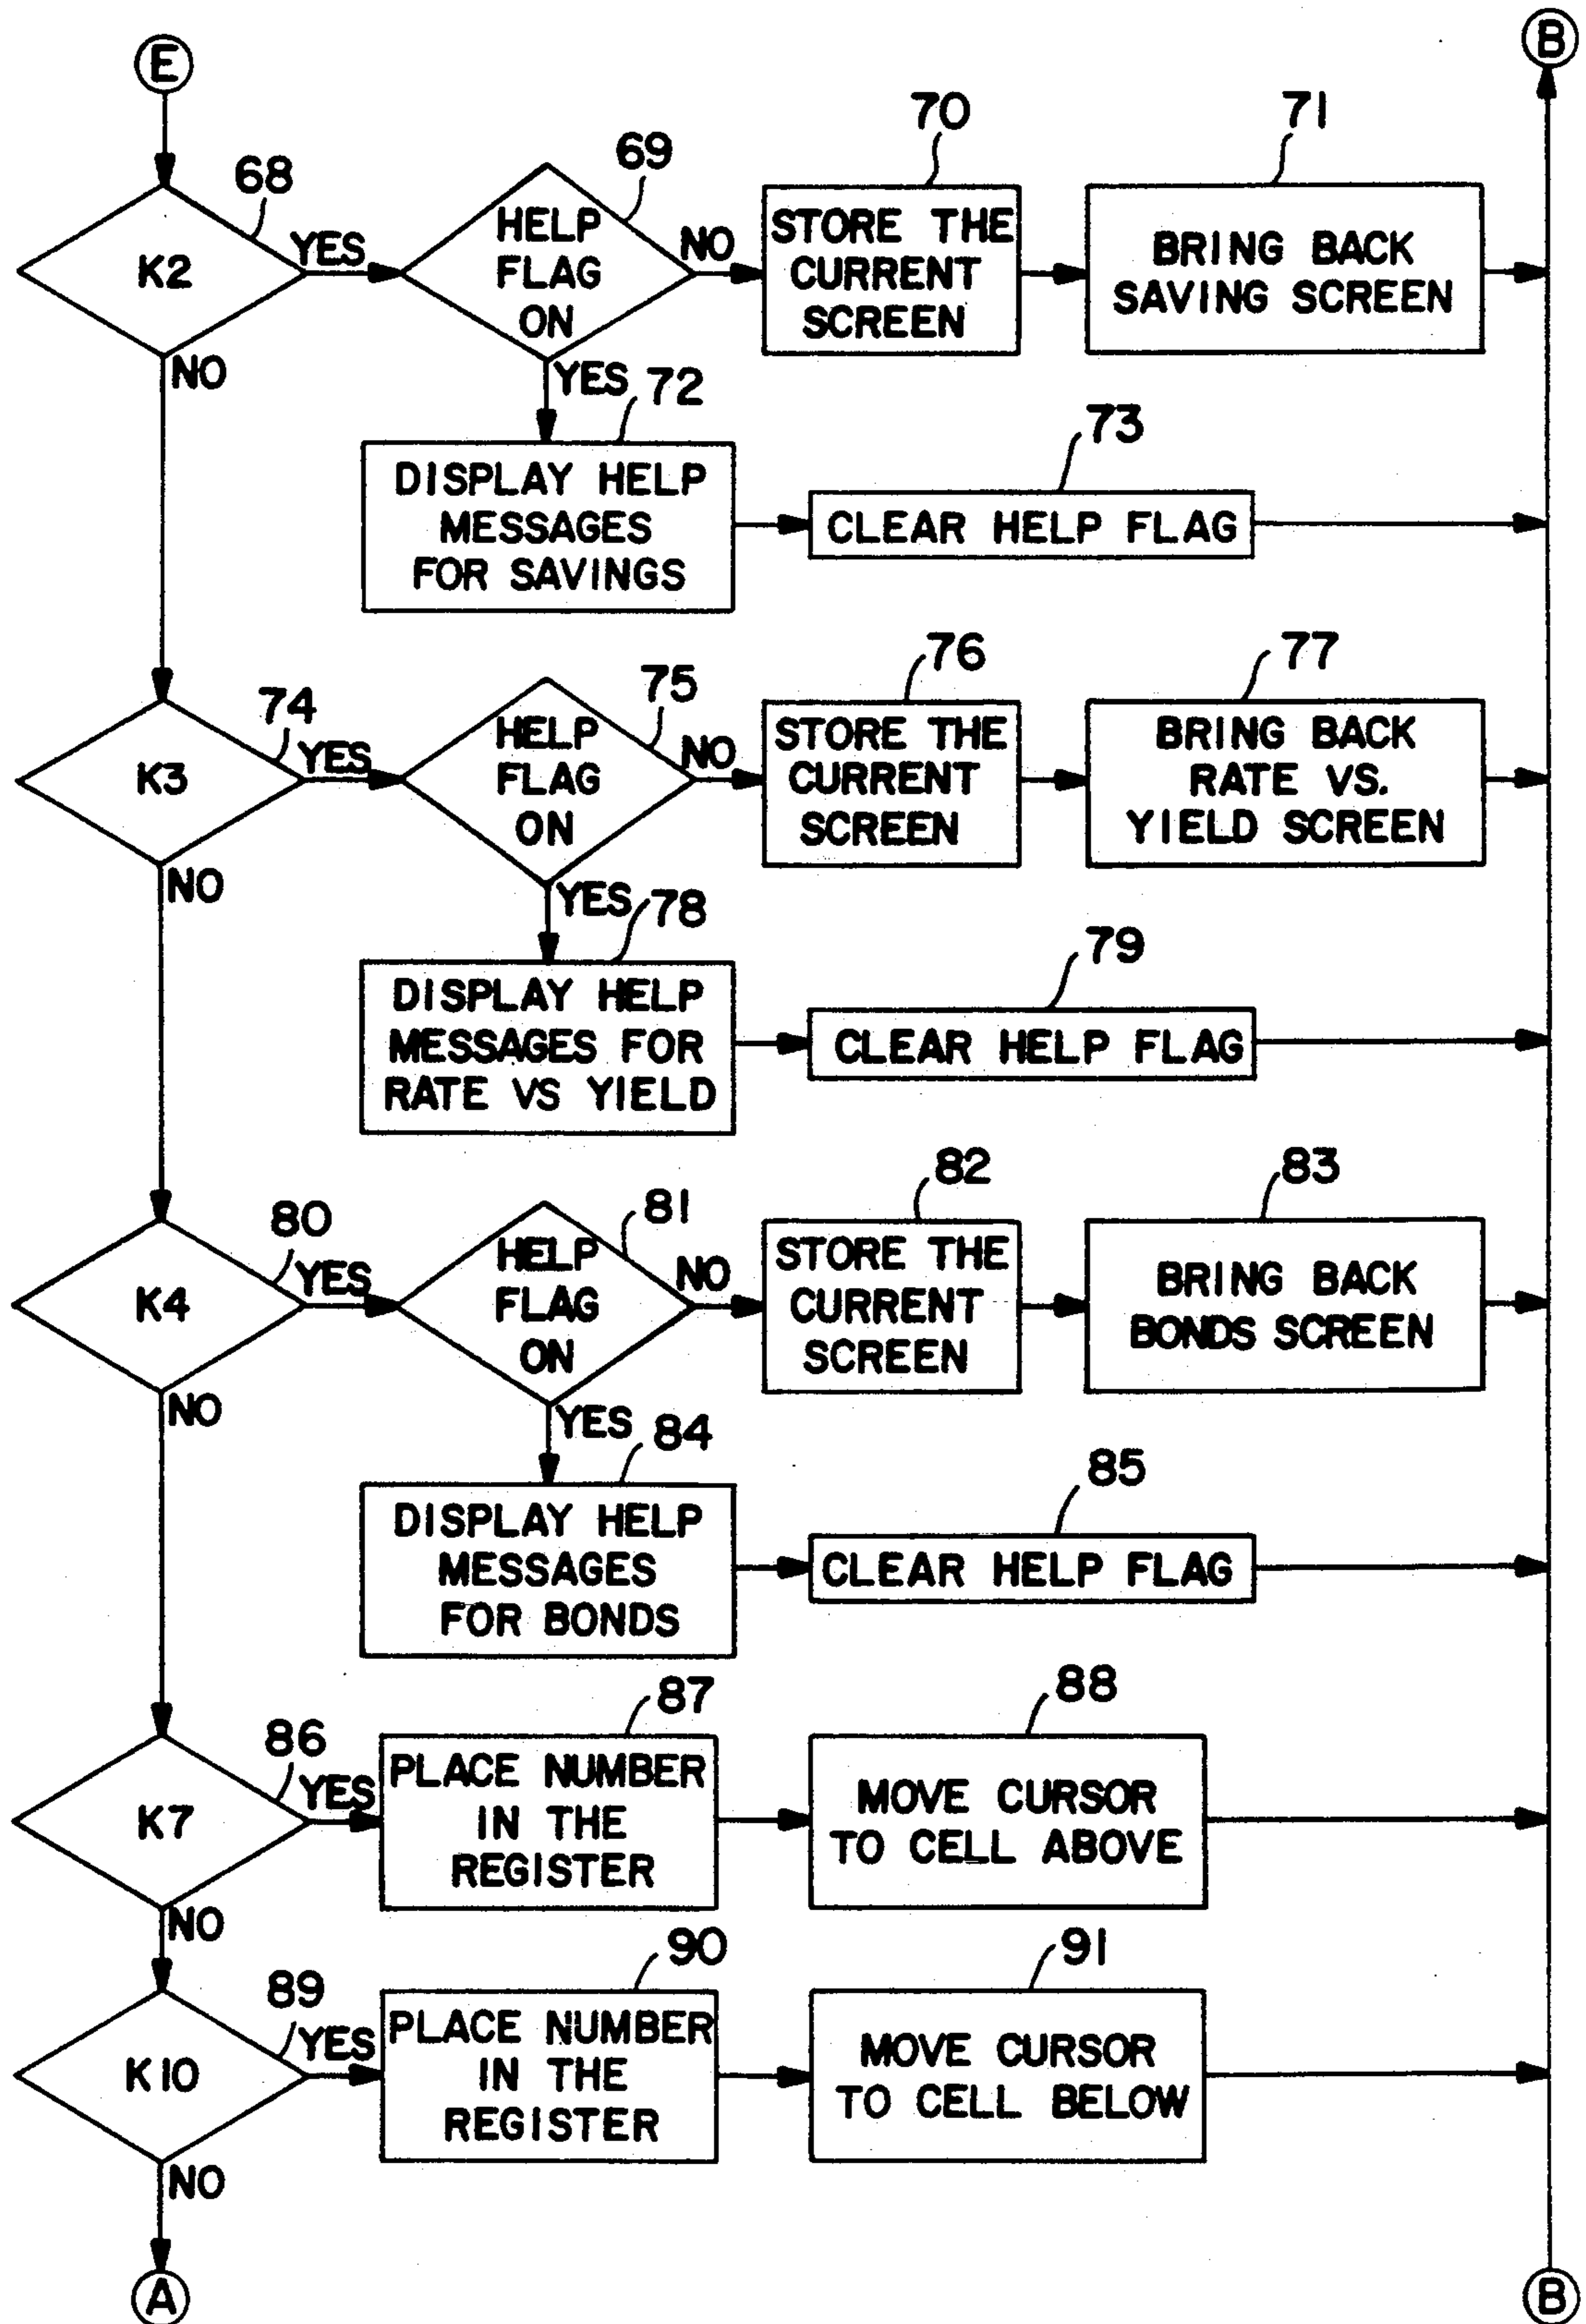 E
B
70
71
69
68
HELP
FLAG
ON
STORE THE
CURRENT
SCREEN
BRING BACK
SAVING SCREEN
K2
YES
NO
NO
YES
72
73
DISPLAY HELP
MESSAGES
FOR SAVINGS
CLEAR HELP FLAG
76
77
75
74
HELP
FLAG
ON
STORE THE
CURRENT
SCREEN
BRING BACK
RATE VS.
YIELD SCREEN
K3
YES
NO
NO
YES
78
79
DISPLAY HELP
MESSAGES FOR
RATE VS YIELD
CLEAR HELP FLAG
82
83
81
80
HELP
FLAG
ON
STORE THE
CURRENT
SCREEN
BRING BACK
BONDS SCREEN
K4
YES
NO
NO
YES
84
85
DISPLAY HELP
MESSAGES
FOR BONDS
CLEAR HELP FLAG
87
88
86
K7
YES
PLACE NUMBER
IN THE
REGISTER
MOVE CURSOR
TO CELL ABOVE
NO
90
91
89
K10
YES
PLACE NUMBER
IN THE
REGISTER
MOVE CURSOR
TO CELL BELOW
NO
A
B